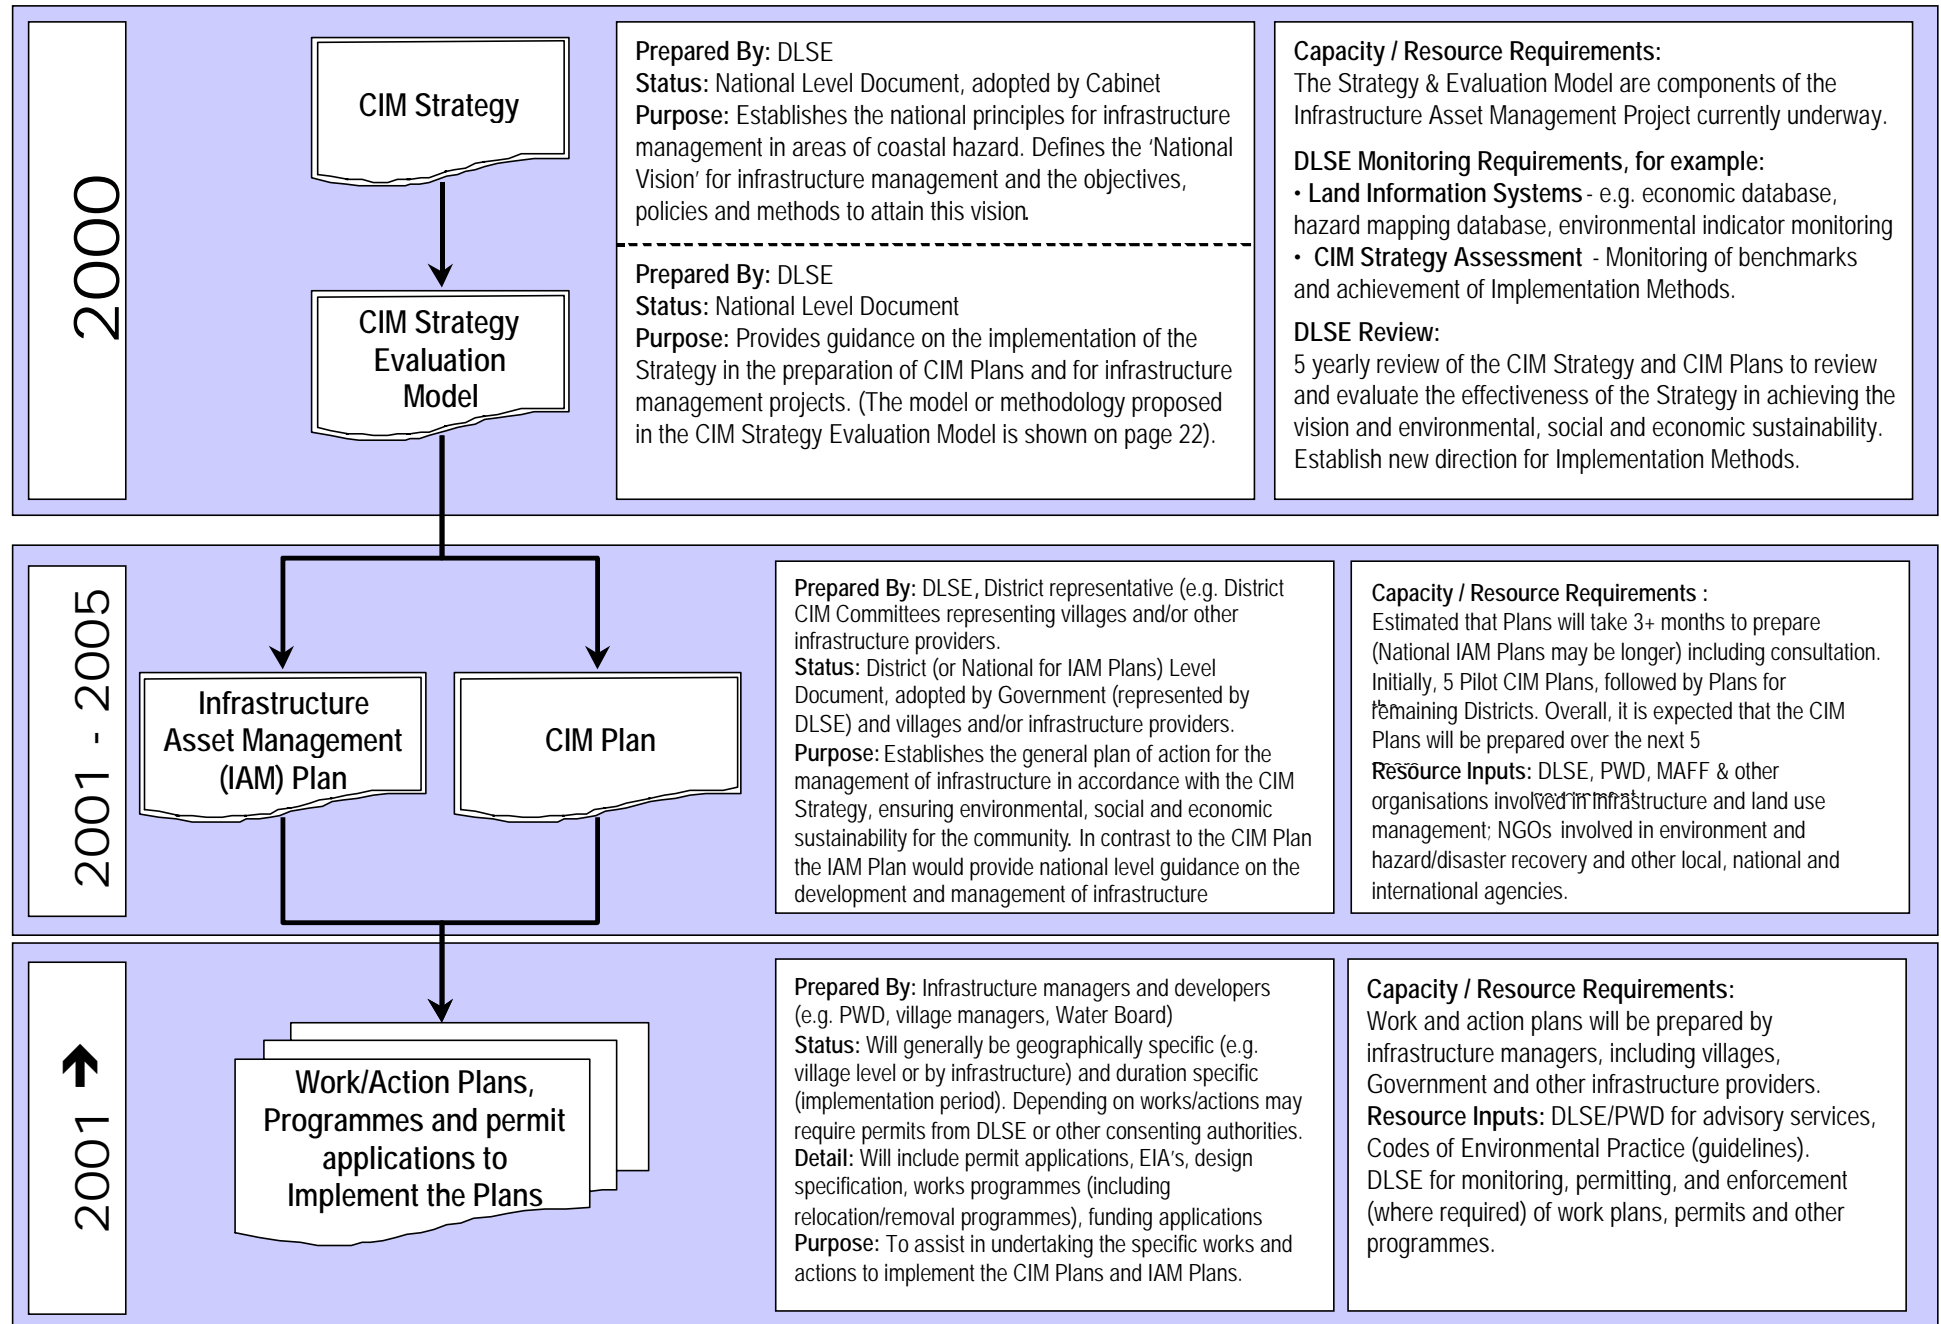 2000
CIM Strategy
CIM Strategy
Evaluation
Model
Prepared By: DLSE
Status: National Level Document, adopted by Cabinet
Purpose: Establishes the national principles for infrastructure
management in areas of coastal hazard. Defines the ‘National
Vision’ for infrastructure management and the objectives,
policies and methods to attain this vision.
Prepared By: DLSE
Status: National Level Document
Purpose: Provides guidance on the implementation of the
Strategy in the preparation of CIM Plans and for infrastructure
management projects. (The model or methodology proposed
in the CIM Strategy Evaluation Model is shown on page 22).
Capacity / Resource Requirements:
The Strategy & Evaluation Model are components of the
Infrastructure Asset Management Project currently underway.
DLSE Monitoring Requirements, for example:
• Land Information Systems - e.g. economic database,
hazard mapping database, environmental indicator monitoring
• CIM Strategy Assessment - Monitoring of benchmarks
and achievement of Implementation Methods.
DLSE Review:
5 yearly review of the CIM Strategy and CIM Plans to review
and evaluate the effectiveness of the Strategy in achieving the
vision and environmental, social and economic sustainability.
Establish new direction for Implementation Methods.
2001 - 2005
Infrastructure
Asset Management
(IAM) Plan
CIM Plan
Prepared By: DLSE, District representative (e.g. District
CIM Committees representing villages and/or other
infrastructure providers.
Status: District (or National for IAM Plans) Level
Document, adopted by Government (represented by
DLSE) and villages and/or infrastructure providers.
Purpose: Establishes the general plan of action for the
management of infrastructure in accordance with the CIM
Strategy, ensuring environmental, social and economic
sustainability for the community. In contrast to the CIM Plan
the IAM Plan would provide national level guidance on the
development and management of infrastructure
Capacity / Resource Requirements :
Estimated that Plans will take 3+ months to prepare
(National IAM Plans may be longer) including consultation.
Initially, 5 Pilot CIM Plans, followed by Plans for
remaining Districts. Overall, it is expected that the CIM
Plans will be prepared over the next 5
Resource Inputs: DLSE, PWD, MAFF & other
organisations involved in infrastructure and land use
management; NGOs involved in environment and
hazard/disaster recovery and other local, national and
international agencies.
2001 ➔
Work/Action Plans,
Programmes and permit
applications to
Implement the Plans
Prepared By: Infrastructure managers and developers
(e.g. PWD, village managers, Water Board)
Status: Will generally be geographically specific (e.g.
village level or by infrastructure) and duration specific
(implementation period). Depending on works/actions may
require permits from DLSE or other consenting authorities.
Detail: Will include permit applications, EIA’s, design
specification, works programmes (including
relocation/removal programmes), funding applications
Purpose: To assist in undertaking the specific works and
actions to implement the CIM Plans and IAM Plans.
Capacity / Resource Requirements:
Work and action plans will be prepared by
infrastructure managers, including villages,
Government and other infrastructure providers.
Resource Inputs: DLSE/PWD for advisory services,
Codes of Environmental Practice (guidelines).
DLSE for monitoring, permitting, and enforcement
(where required) of work plans, permits and other
programmes.